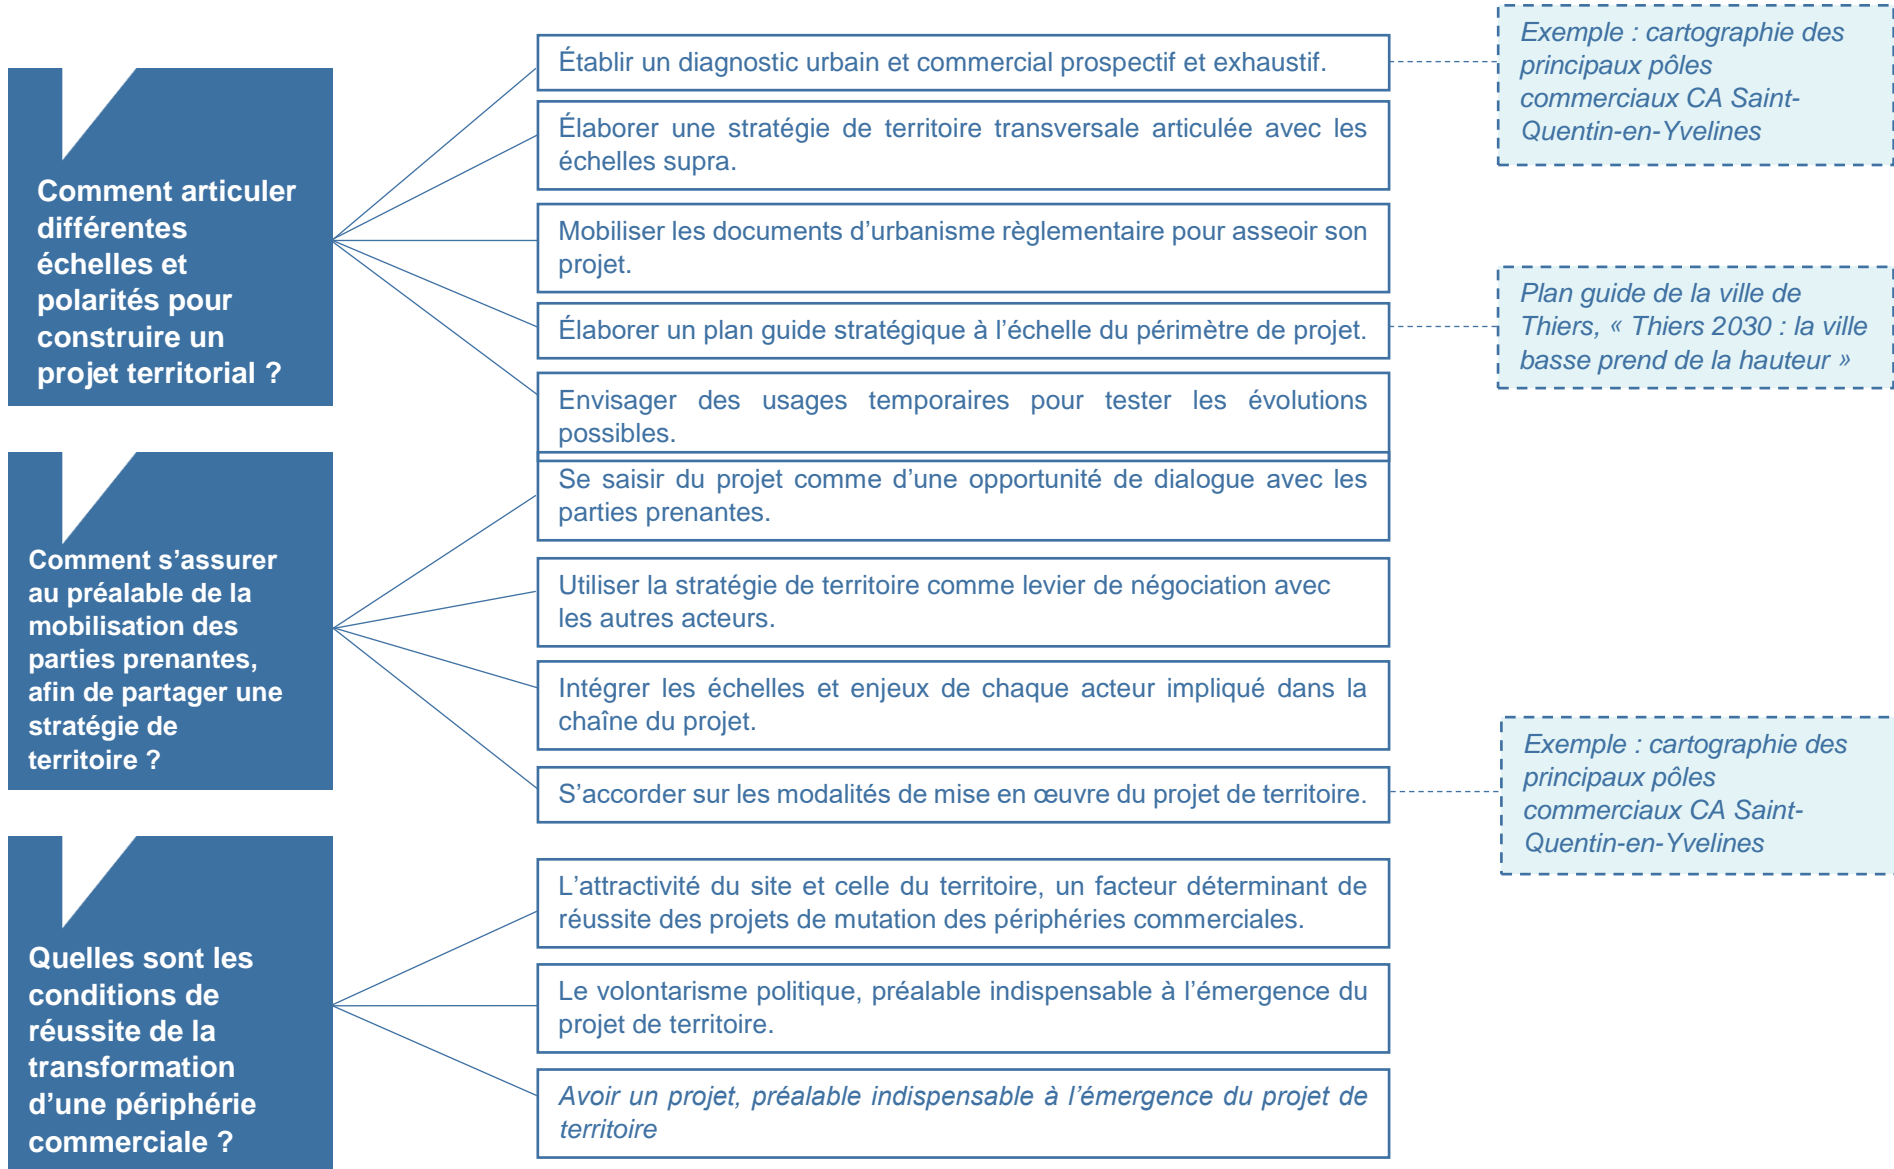 Comment articuler
différentes
échelles et
polarités pour
construire un
projet territorial ?
Établir un diagnostic urbain et commercial prospectif et exhaustif.
Exemple : cartographie des
principaux pôles
commerciaux CA Saint-
Quentin-en-Yvelines
Élaborer une stratégie de territoire transversale articulée avec les
échelles supra.
Mobiliser les documents d’urbanisme règlementaire pour asseoir son
projet.
Élaborer un plan guide stratégique à l’échelle du périmètre de projet.
Plan guide de la ville de
Thiers, « Thiers 2030 : la ville
basse prend de la hauteur »
Envisager des usages temporaires pour tester les évolutions
possibles.
Comment s’assurer
au préalable de la
mobilisation des
parties prenantes,
afin de partager une
stratégie de
territoire ?
Se saisir du projet comme d’une opportunité de dialogue avec les
parties prenantes.
Utiliser la stratégie de territoire comme levier de négociation avec
les autres acteurs.
Intégrer les échelles et enjeux de chaque acteur impliqué dans la
chaîne du projet.
S’accorder sur les modalités de mise en œuvre du projet de territoire.
Exemple : cartographie des
principaux pôles
commerciaux CA Saint-
Quentin-en-Yvelines
Quelles sont les
conditions de
réussite de la
transformation
d’une périphérie
commerciale ?
L’attractivité du site et celle du territoire, un facteur déterminant de
réussite des projets de mutation des périphéries commerciales.
Le volontarisme politique, préalable indispensable à l’émergence du
projet de territoire.
Avoir un projet, préalable indispensable à l’émergence du projet de
territoire